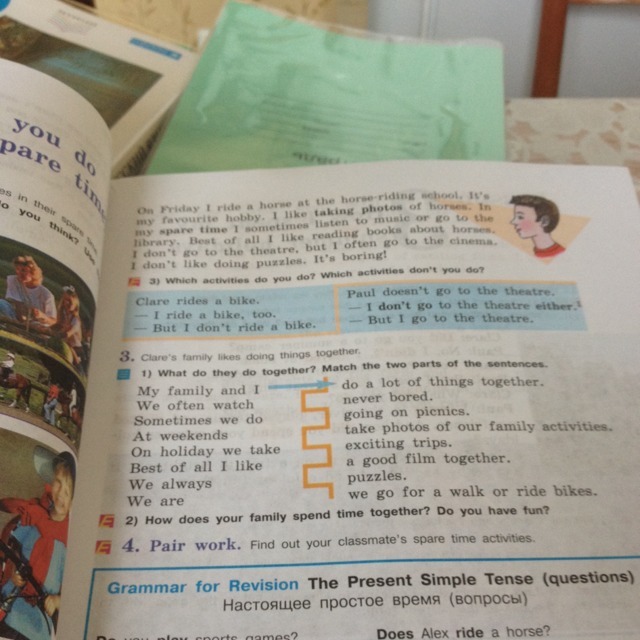 you do
On Friday I ride a horse at the horse-riding school. It's
my favourite hobby. I like taking photos of horses. In
my spare time I sometimes listen to music or go to the
library. Best of all I like reading books about horses.
I don't go to the theatre, but I often go to the cinema.
I don't like doing puzzles. It's boring!
3) Which activities do you do? Which activities don't you do?
Clare rides a bike.
— I ride a bike, too.
— But I don't ride a bike.
Paul doesn't go to the theatre.
— I don't go to the theatre either.
— But I go to the theatre.
3. Clare's family likes doing things together.
1) What do they do together? Match the two parts of the sentences.
My family and I
We often watch
Sometimes we do
At weekends
On holiday we take
Best of all I like
We always
We are
do a lot of things together.
never bored.
going on picnics.
take photos of our family activities.
exciting trips.
a good film together.
puzzles.
we go for a walk or ride bikes.
2) How does your family spend time together? Do you have fun?
4. Pair work. Find out your classmate's spare time activities.
Grammar for Revision The Present Simple Tense (questions)
Настоящее простое время (вопросы)
Do you play sports games?
Does Alex ride a horse?